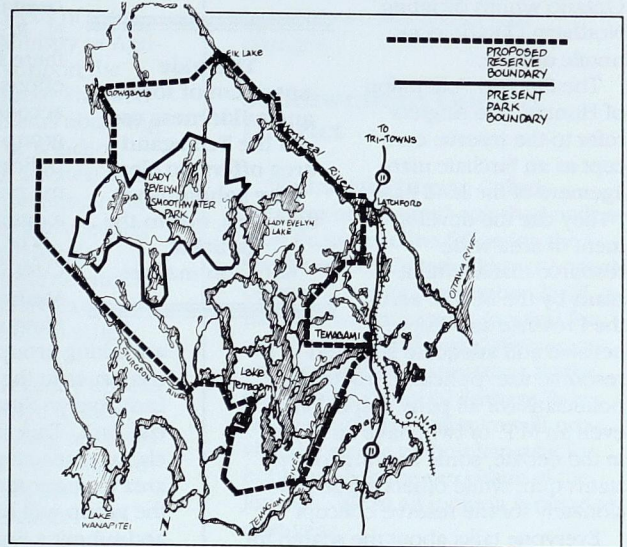 PROPOSED
RESERVE
BOUNDARY
PRESENT
PARK
BOUNDARY
Elk Lake
Gowganda
Montreal River
TO
TRI-TOWNS
11
LATCHFORD
LADY
EVELYN
SMOOTHWATER
PARK
LADY EVELYN
LAKE
OTTAWA RIVER
TEMAGAMI
Lake
Temagami
STURGEON
RIVER
TEMAGAMI RIVER
11
LAKE
WANAPITEI